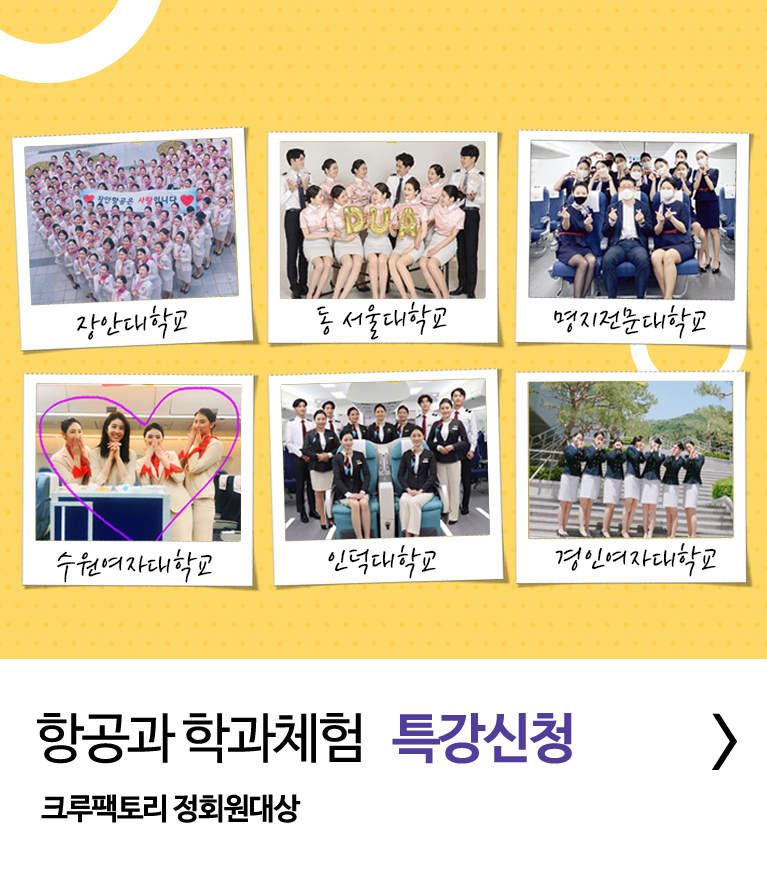 장안항공은 사랑입니다
DUA
장안대학교
동 서울대학교
명지전문대학교
수원여자대학교
인덕대학교
경인여자대학교
항공과 학과체험 특강신청
크루팩토리 정회원대상